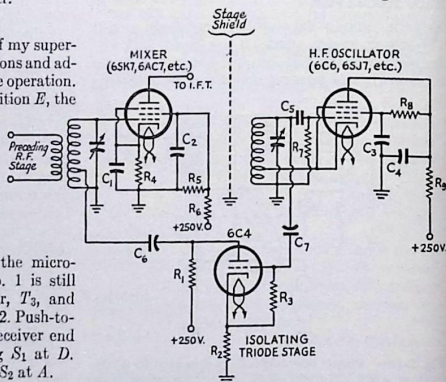 er.
f my super-
ons and ad-
e operation.
ition E, the
the micro-
. 1 is still
r, T3, and
2. Push-to-
eceiver end
g S1 at D.
S2 at A.
Stage
Shield
MIXER
(6SK7, 6AC7, etc.)
TO I.F.T.
H.F. OSCILLATOR
(6C6, 6SJ7, etc.)
Preceding
R.F.
Stage
C1
R4
C2
R5
R6
+250V.
C5
R7
R8
C3
C4
R9
+250V.
C6
R1
+250V.
6C4
C7
R3
R2
ISOLATING
TRIODE STAGE